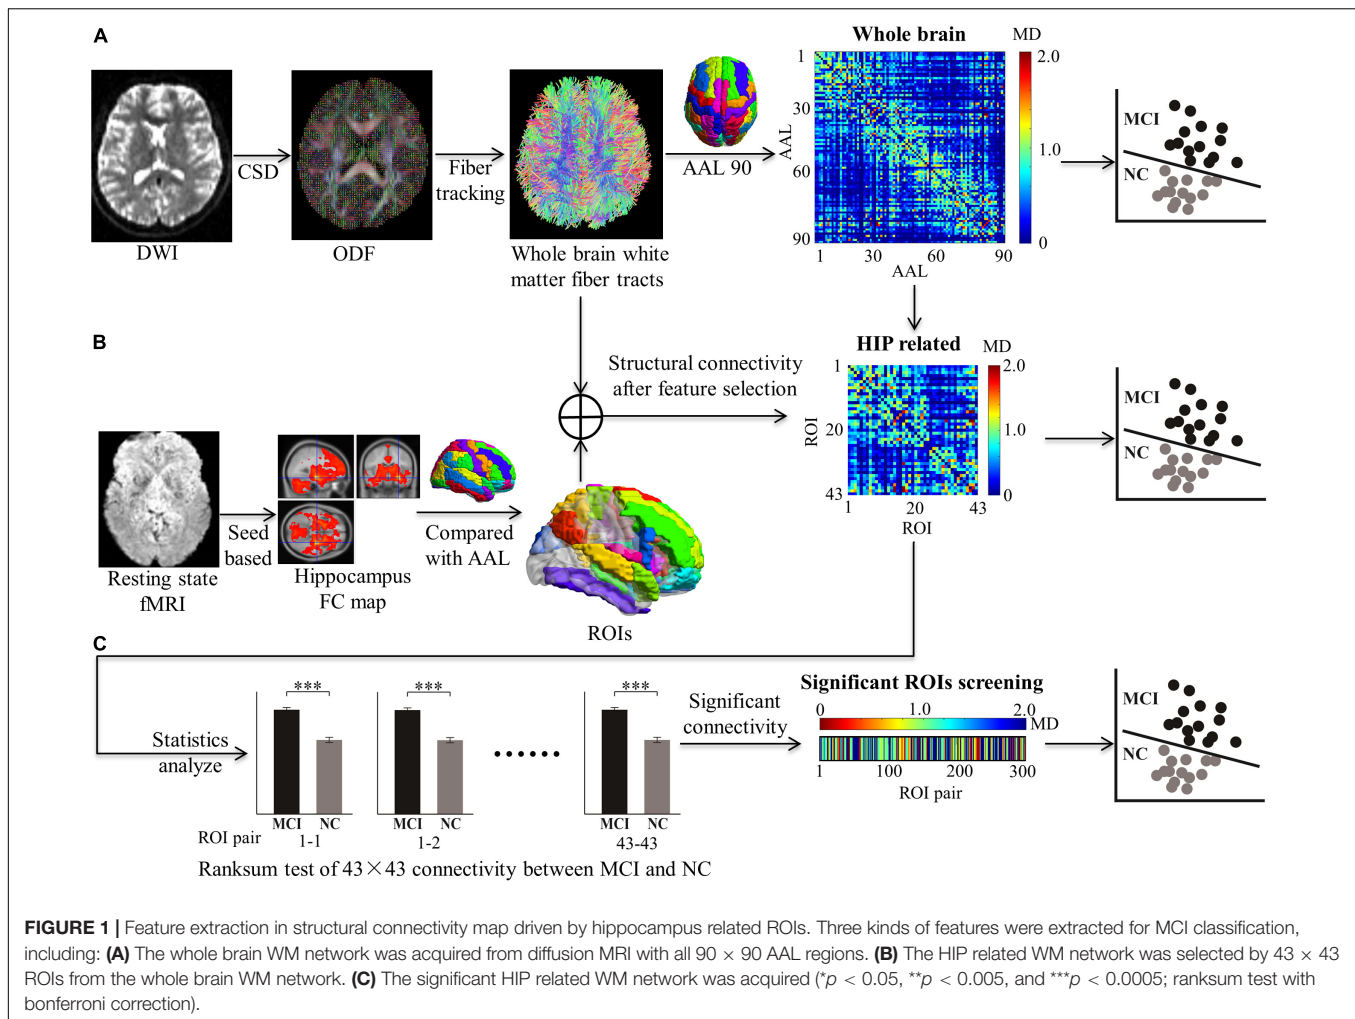 A
Whole brain
MD
1
30
AAL
60
90
1
30
60
90
AAL
2.0
1.0
0
DWI
CSD
ODF
Fiber
tracking
Whole brain white
matter fiber tracts
AAL 90
MCI
NC
B
Resting state
fMRI
Seed
based
Hippocampus
FC map
Compared
with AAL
ROIs
Structural connectivity
after feature selection
HIP related
MD
1
20
ROI
43
1
20
43
ROI
2.0
1.0
0
MCI
NC
C
Statistics
analyze
***
MCI NC
ROI pair
1-1
***
MCI NC
1-2
......
***
MCI NC
43-43
Ranksum test of 43×43 connectivity between MCI and NC
Significant
connectivity
Significant ROIs screening
0
1.0
2.0
MD
1
100
200
300
ROI pair
MCI
NC
FIGURE 1 | Feature extraction in structural connectivity map driven by hippocampus related ROIs. Three kinds of features were extracted for MCI classification,
including: (A) The whole brain WM network was acquired from diffusion MRI with all 90 × 90 AAL regions. (B) The HIP related WM network was selected by 43 × 43
ROIs from the whole brain WM network. (C) The significant HIP related WM network was acquired (*p < 0.05, **p < 0.005, and ***p < 0.0005; ranksum test with
bonferroni correction).